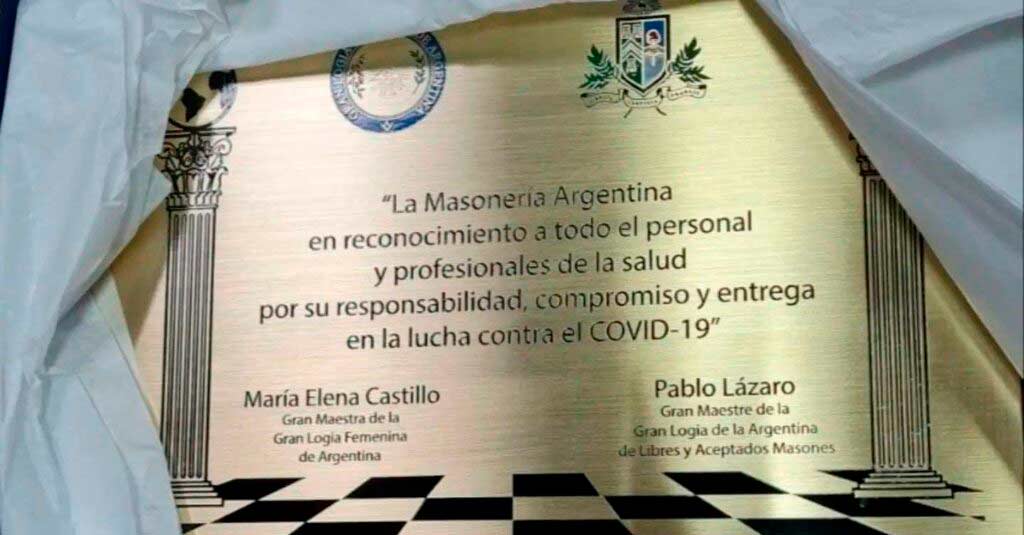 “La Masonería Argentina
en reconocimiento a todo el personal
y profesionales de la salud
por su responsabilidad, compromiso y entrega
en la lucha contra el COVID-19”
María Elena Castillo
Gran Maestra de la
Gran Logia Femenina
de Argentina
Pablo Lázaro
Gran Maestre de la
Gran Logia de la Argentina
de Libres y Aceptados Masones